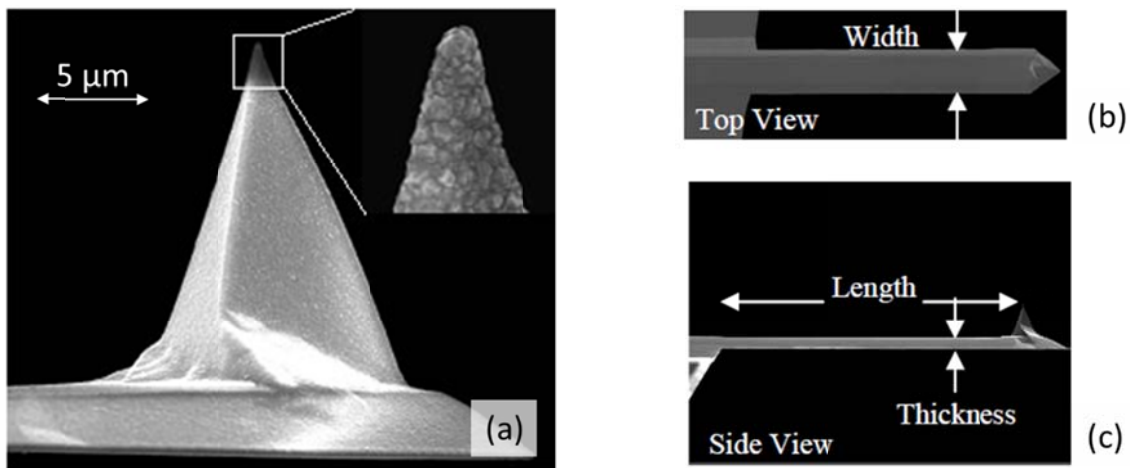 5 μm
(a)
Width
Top View
(b)
Length
Thickness
Side View
(c)